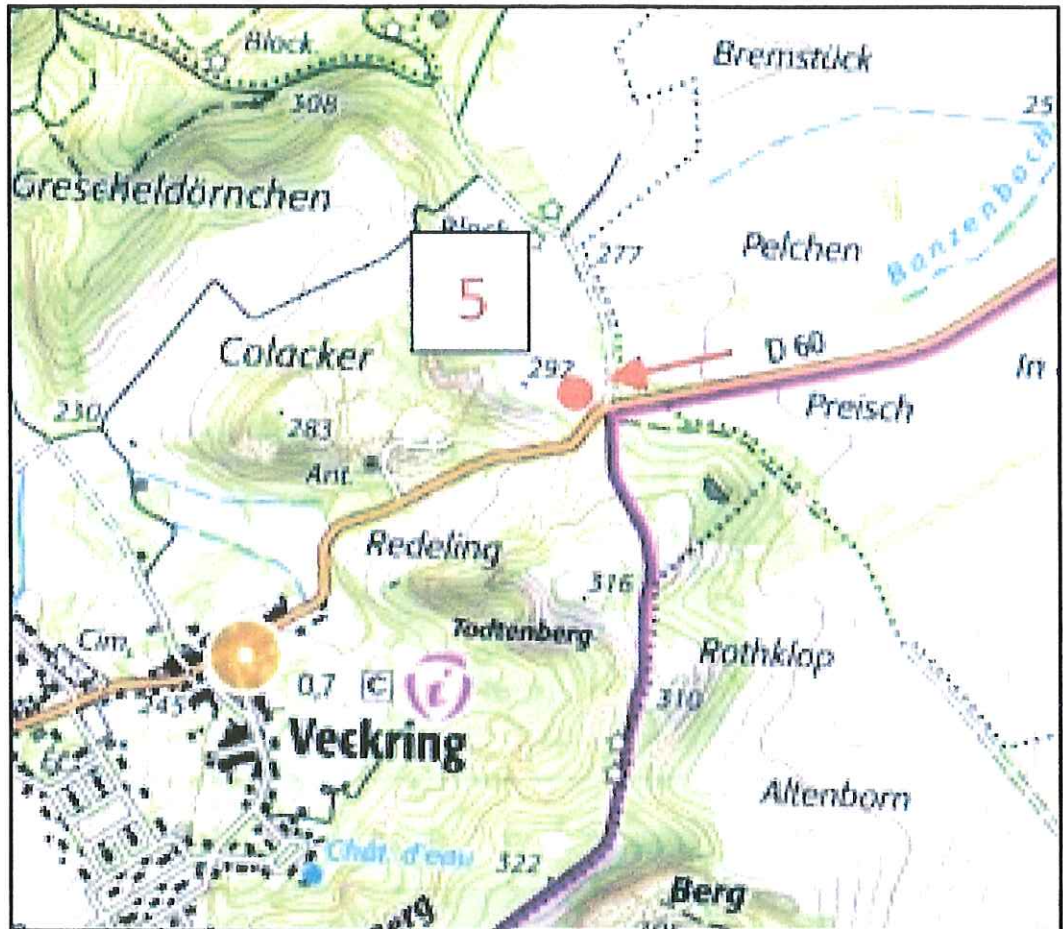 Block
Bremstück
308
25
Grescheldörnchen
Banzenboch
Block
277
Pelchen
5
Colacker
297
D 60
In
230
283
Preisch
Ant.
Redeling
316
Todtenberg
Cim.
Rothklop
0,7 C i
245
310
Veckring
Altenborn
Chât. d'eau
322
Berg